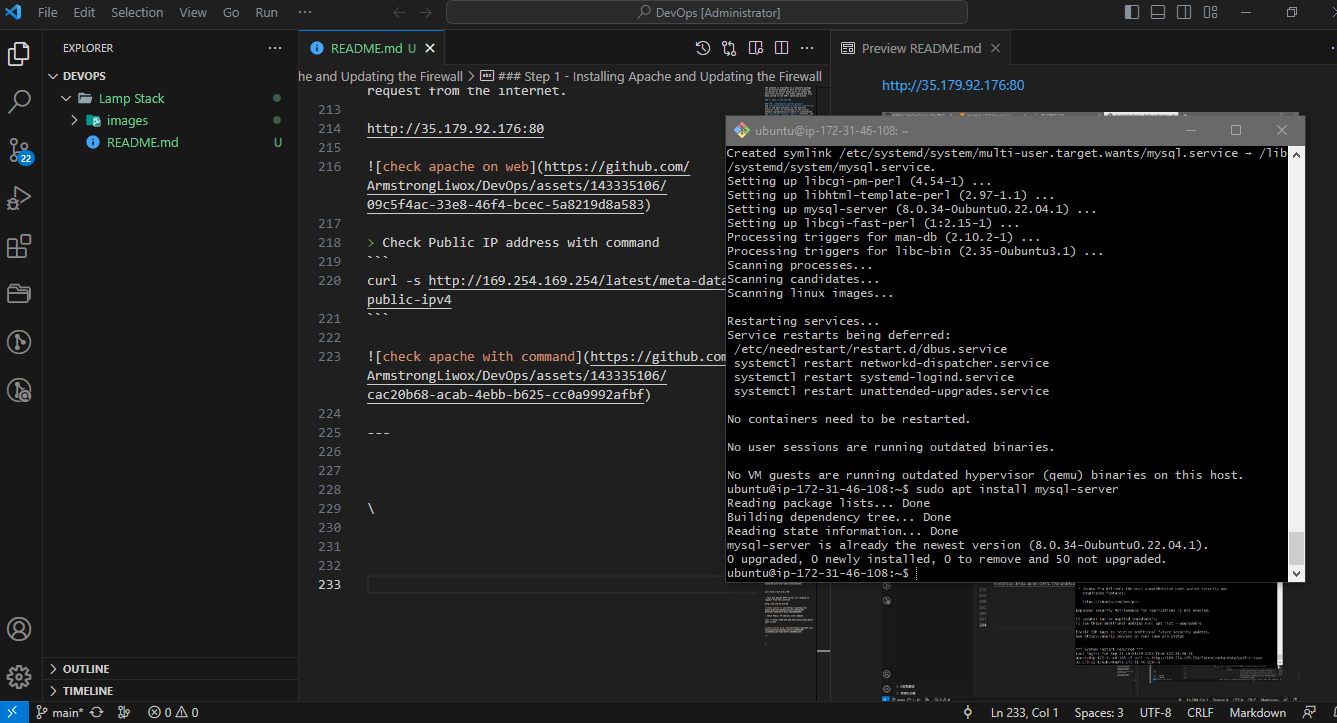 File Edit Selection View Go Run ···
DevOps [Administrator]
EXPLORER
DEVOPS
Lamp Stack
images
README.md U
22
OUTLINE
TIMELINE
README.md U
he and Updating the Firewall > ### Step 1 - Installing Apache and Updating the Firewall
request from the internet.
213
214 http://35.179.92.176:80
215
216 ![check apache on web](https://github.com/
ArmstrongLiwox/DevOps/assets/143335106/
09c5f4ac-33e8-46f4-bcec-5a8219d8a583)
217
218 > Check Public IP address with command
219 ```
220 curl -s http://169.254.169.254/latest/meta-data
public-ipv4
221 ```
222
223 ![check apache with command](https://github.com
ArmstrongLiwox/DevOps/assets/143335106/
cac20b68-acab-4ebb-b625-cc0a9992afbf)
224
225 ---
226
227
228
229 \
230
231
232
233
Preview README.md
http://35.179.92.176:80
ubuntu@ip-172-31-46-108: ~
Created symlink /etc/systemd/system/multi-user.target.wants/mysql.service → /lib
/systemd/system/mysql.service.
Setting up libcgi-pm-perl (4.54-1) ...
Setting up libhtml-template-perl (2.97-1.1) ...
Setting up mysql-server (8.0.34-0ubuntu0.22.04.1) ...
Setting up libcgi-fast-perl (1:2.15-1) ...
Processing triggers for man-db (2.10.2-1) ...
Processing triggers for libc-bin (2.35-0ubuntu3.1) ...
Scanning processes...
Scanning candidates...
Scanning linux images...
Restarting services...
Service restarts being deferred:
/etc/needrestart/restart.d/dbus.service
systemctl restart networkd-dispatcher.service
systemctl restart systemd-logind.service
systemctl restart unattended-upgrades.service
No containers need to be restarted.
No user sessions are running outdated binaries.
No VM guests are running outdated hypervisor (qemu) binaries on this host.
ubuntu@ip-172-31-46-108:~$ sudo apt install mysql-server
Reading package lists... Done
Building dependency tree... Done
Reading state information... Done
mysql-server is already the newest version (8.0.34-0ubuntu0.22.04.1).
0 upgraded, 0 newly installed, 0 to remove and 50 not upgraded.
ubuntu@ip-172-31-46-108:~$
main* 0 0
Ln 233, Col 1 Spaces: 3 UTF-8 CRLF Markdown